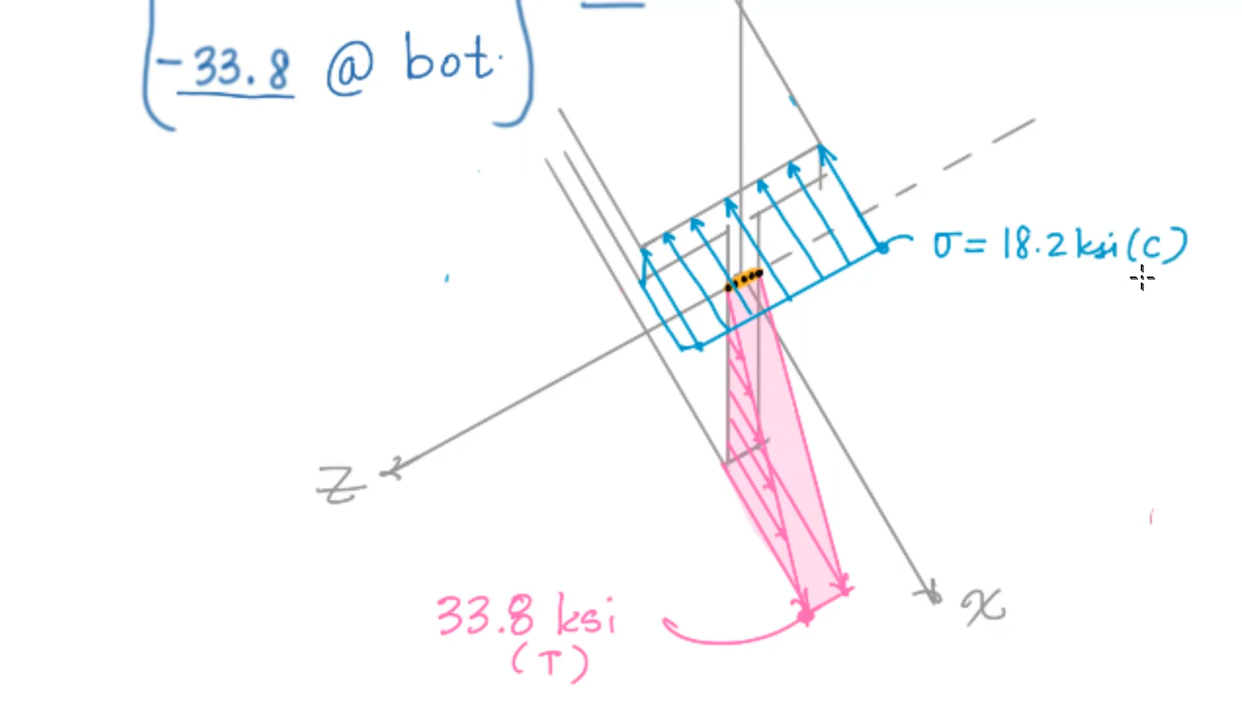 -33.8 @ bot.
σ = 18.2 ksi (C)
Z
x
33.8 ksi
(T)